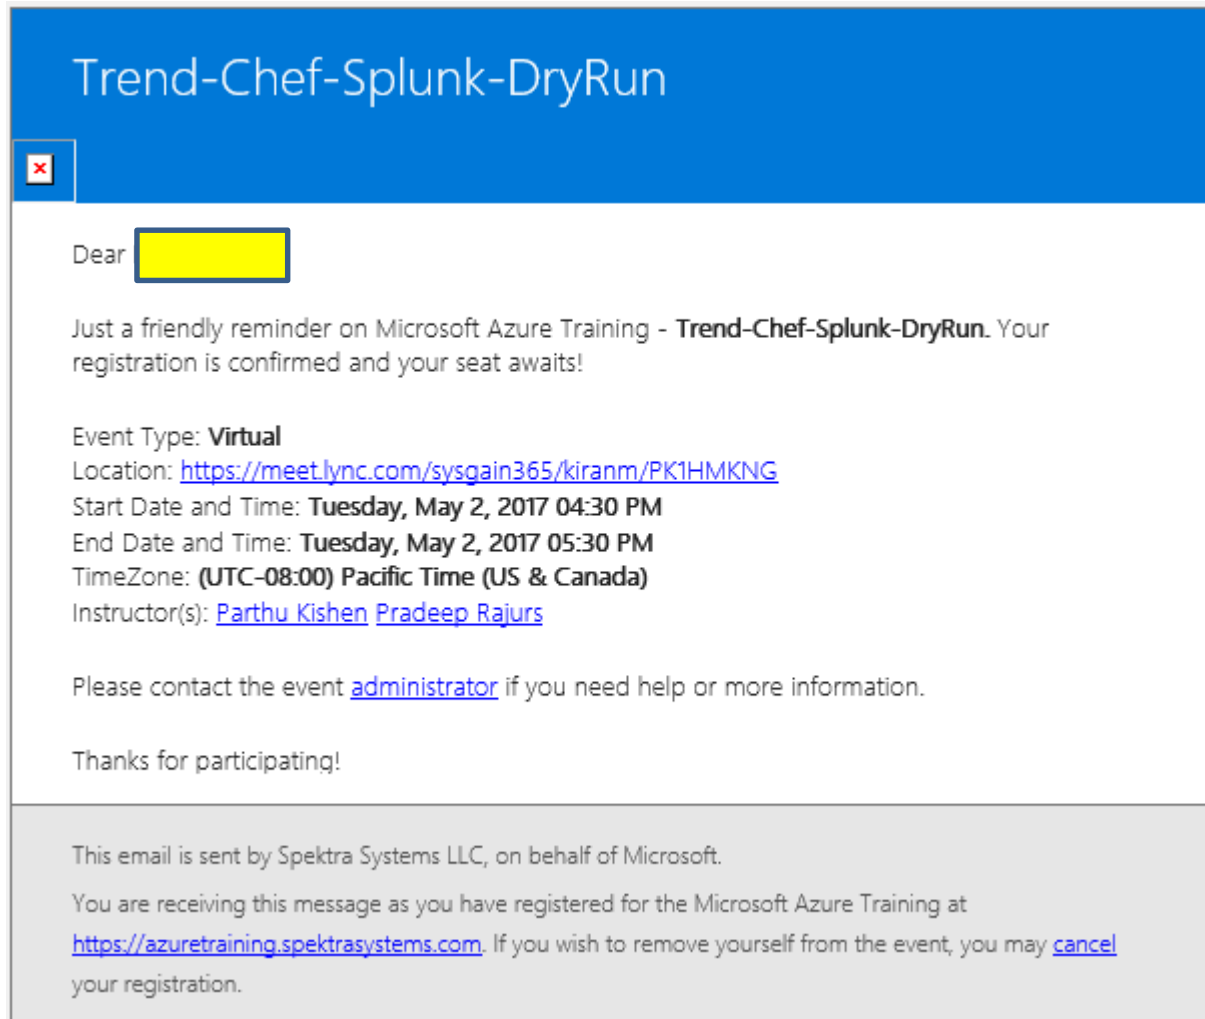 Trend-Chef-Splunk-DryRun
Dear
Just a friendly reminder on Microsoft Azure Training - Trend-Chef-Splunk-DryRun. Your
registration is confirmed and your seat awaits!
Event Type: Virtual
Location: https://meet.lync.com/sysgain365/kiranm/PK1HMKNG
Start Date and Time: Tuesday, May 2, 2017 04:30 PM
End Date and Time: Tuesday, May 2, 2017 05:30 PM
TimeZone: (UTC-08:00) Pacific Time (US & Canada)
Instructor(s): Parthu Kishen Pradeep Rajurs
Please contact the event administrator if you need help or more information.
Thanks for participating!
This email is sent by Spektra Systems LLC, on behalf of Microsoft.
You are receiving this message as you have registered for the Microsoft Azure Training at
https://azuretraining.spektrasystems.com. If you wish to remove yourself from the event, you may cancel
your registration.